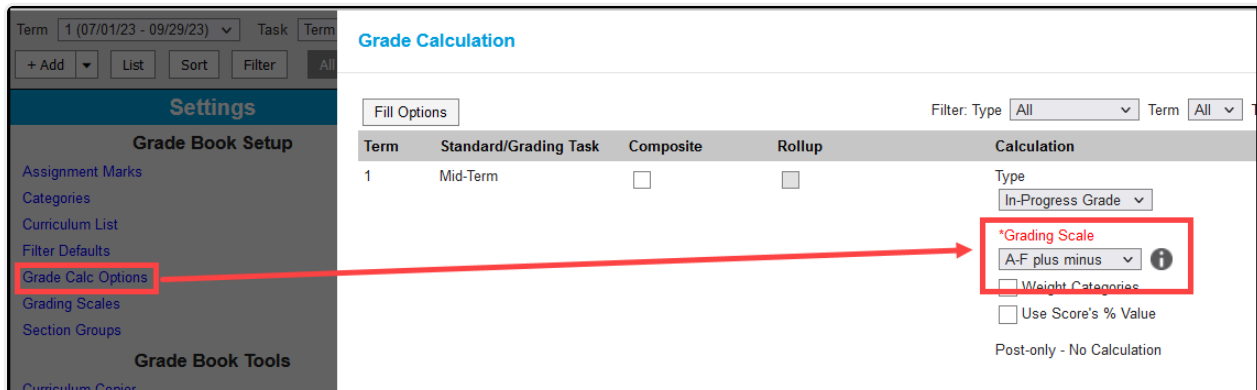 Term 1 (07/01/23 - 09/29/23) Task Term
+ Add List Sort Filter All
Settings
Grade Book Setup
Assignment Marks
Categories
Curriculum List
Filter Defaults
Grade Calc Options
Grading Scales
Section Groups
Grade Book Tools
Curriculum Copier
Grade Calculation
Fill Options Filter: Type All Term All
Term Standard/Grading Task Composite Rollup Calculation
1 Mid-Term Type
In-Progress Grade
*Grading Scale
A-F plus minus
Weight Categories
Use Score's % Value
Post-only - No Calculation